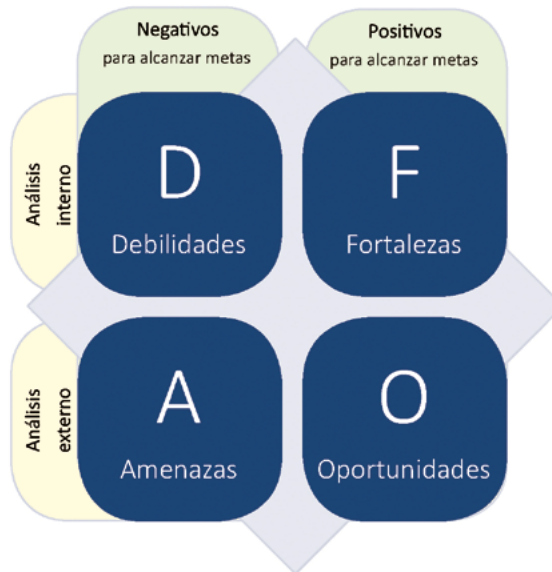 Negativos
para alcanzar metas
Positivos
para alcanzar metas
Análisis
interno
D
Debilidades
F
Fortalezas
Análisis
externo
A
Amenazas
O
Oportunidades